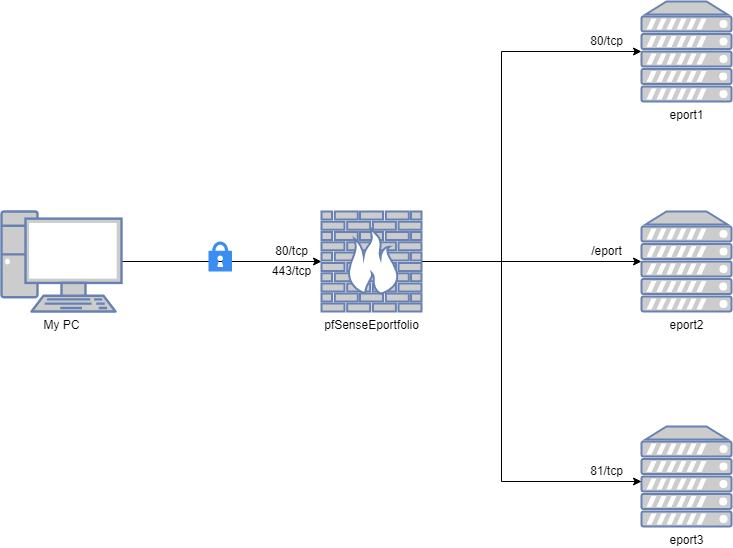 80/tcp
eport1
80/tcp
443/tcp
My PC
pfSenseEportfolio
/eport
eport2
81/tcp
eport3